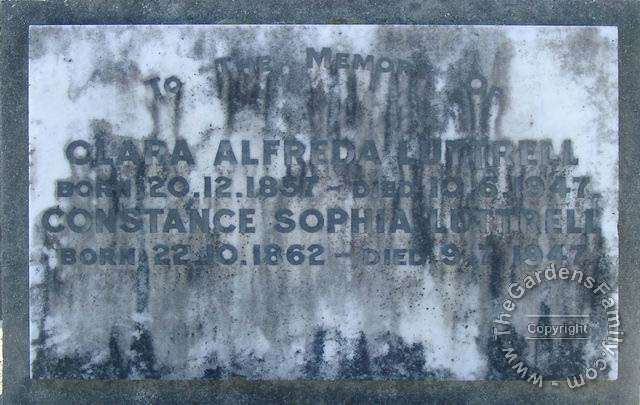 To The Memory Of
CLARA ALFREDA LUTTRELL
BORN 20.12.1857 – DIED 10.6.1947
CONSTANCE SOPHIA LUTTRELL
BORN 22.10.1862 – DIED 9.7.1947
www.TheGardensFamily.com
Copyright